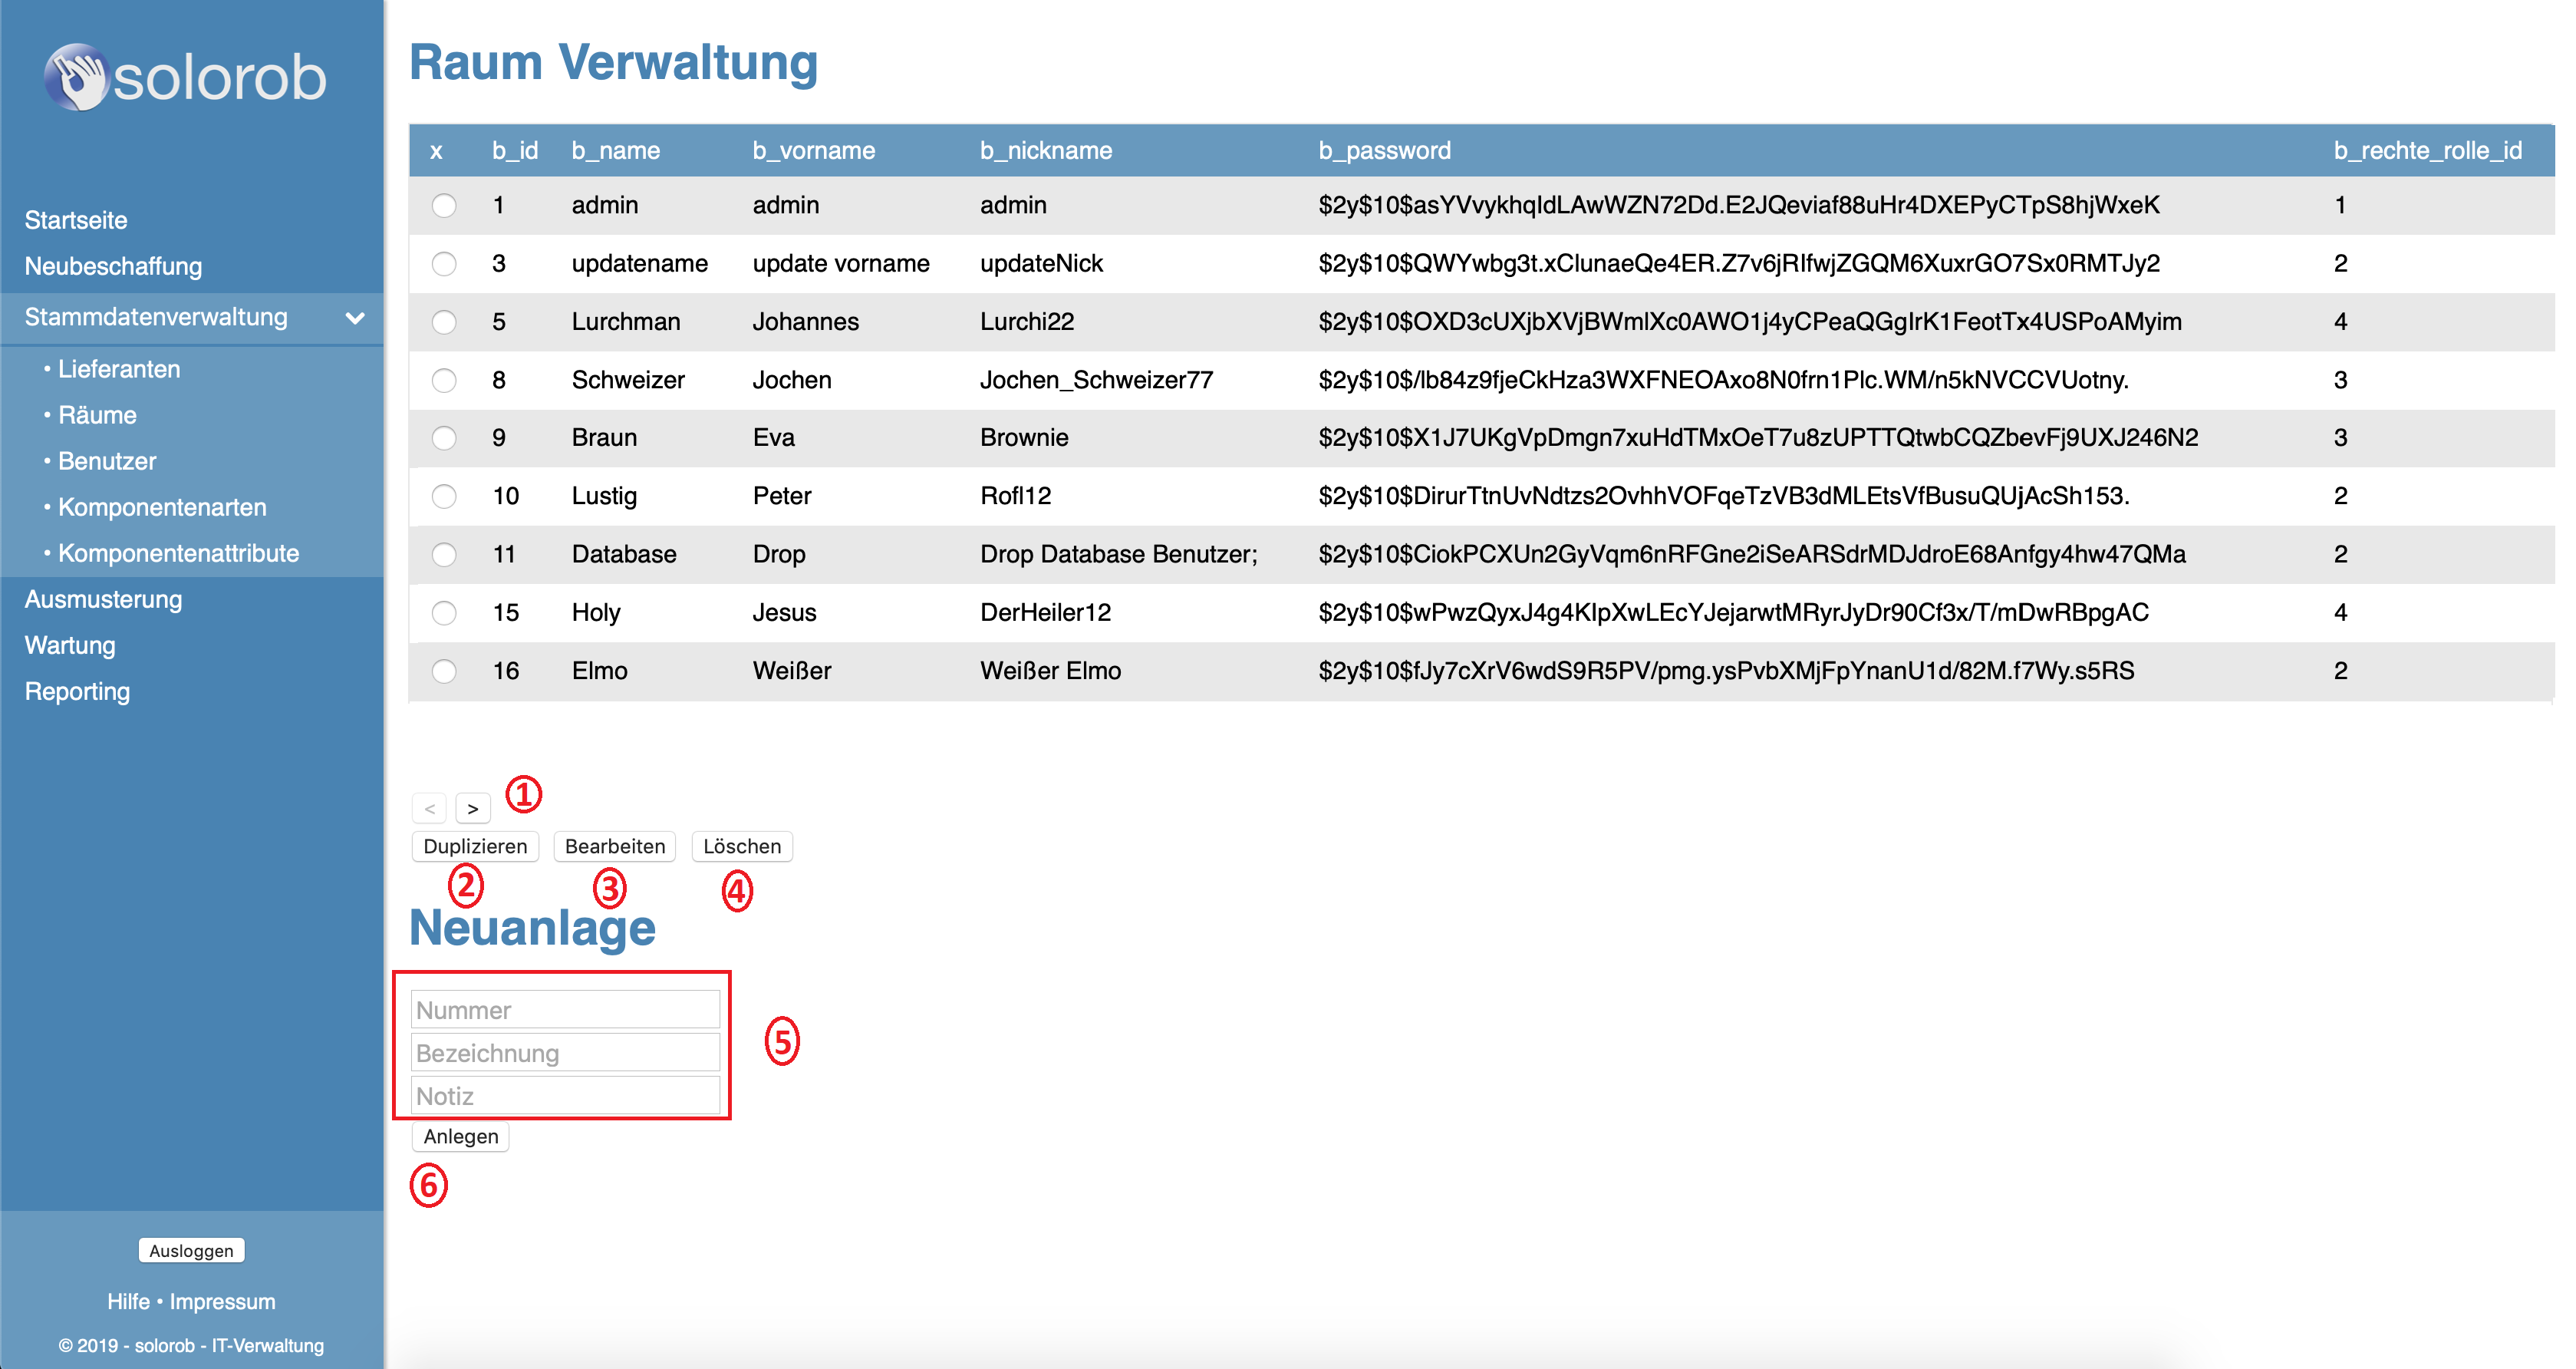 solorob
Startseite
Neubeschaffung
Stammdatenverwaltung
• Lieferanten
• Räume
• Benutzer
• Komponentenarten
• Komponentenattribute
Ausmusterung
Wartung
Reporting
Ausloggen
Hilfe • Impressum
© 2019 - solorob - IT-Verwaltung
Raum Verwaltung
x b_id b_name b_vorname b_nickname b_password b_rechte_rolle_id
1 admin admin admin $2y$10$asYVvykhqIdLAwWZN72Dd.E2JQeviaf88uHr4DXEPyCTpS8hjWxeK 1
3 updatename update vorname updateNick $2y$10$QWYwbg3t.xClunaeQe4ER.Z7v6jRIfwjZGQM6XuxrGO7Sx0RMTJy2 2
5 Lurchman Johannes Lurchi22 $2y$10$OXD3cUXjbXVjBWmlXc0AWO1j4yCPeaQGgIrK1FeotTx4USPoAMyim 4
8 Schweizer Jochen Jochen_Schweizer77 $2y$10$/lb84z9fjeCkHza3WXFNEOAxo8N0frn1Plc.WM/n5kNVCCVUotny. 3
9 Braun Eva Brownie $2y$10$X1J7UKgVpDmgn7xuHdTMxOeT7u8zUPTTQtwbCQZbevFj9UXJ246N2 3
10 Lustig Peter Rofl12 $2y$10$DirurTtnUvNdtzs2OvhhVOFqeTzVB3dMLEtsVfBusuQUjAcSh153. 2
11 Database Drop Drop Database Benutzer; $2y$10$CiokPCXUn2GyVqm6nRFGne2iSeARSdrMDJdroE68Anfgy4hw47QMa 2
15 Holy Jesus DerHeiler12 $2y$10$wPwzQyxJ4g4KIpXwLEcYJejarwtMRyrJyDr90Cf3x/T/mDwRBpgAC 4
16 Elmo Weißer Weißer Elmo $2y$10$fJy7cXrV6wdS9R5PV/pmg.ysPvbXMjFpYnanU1d/82M.f7Wy.s5RS 2
< > 1
Duplizieren Bearbeiten Löschen
2 3 4
Neuanlage
Nummer
Bezeichnung
Notiz
5
Anlegen
6